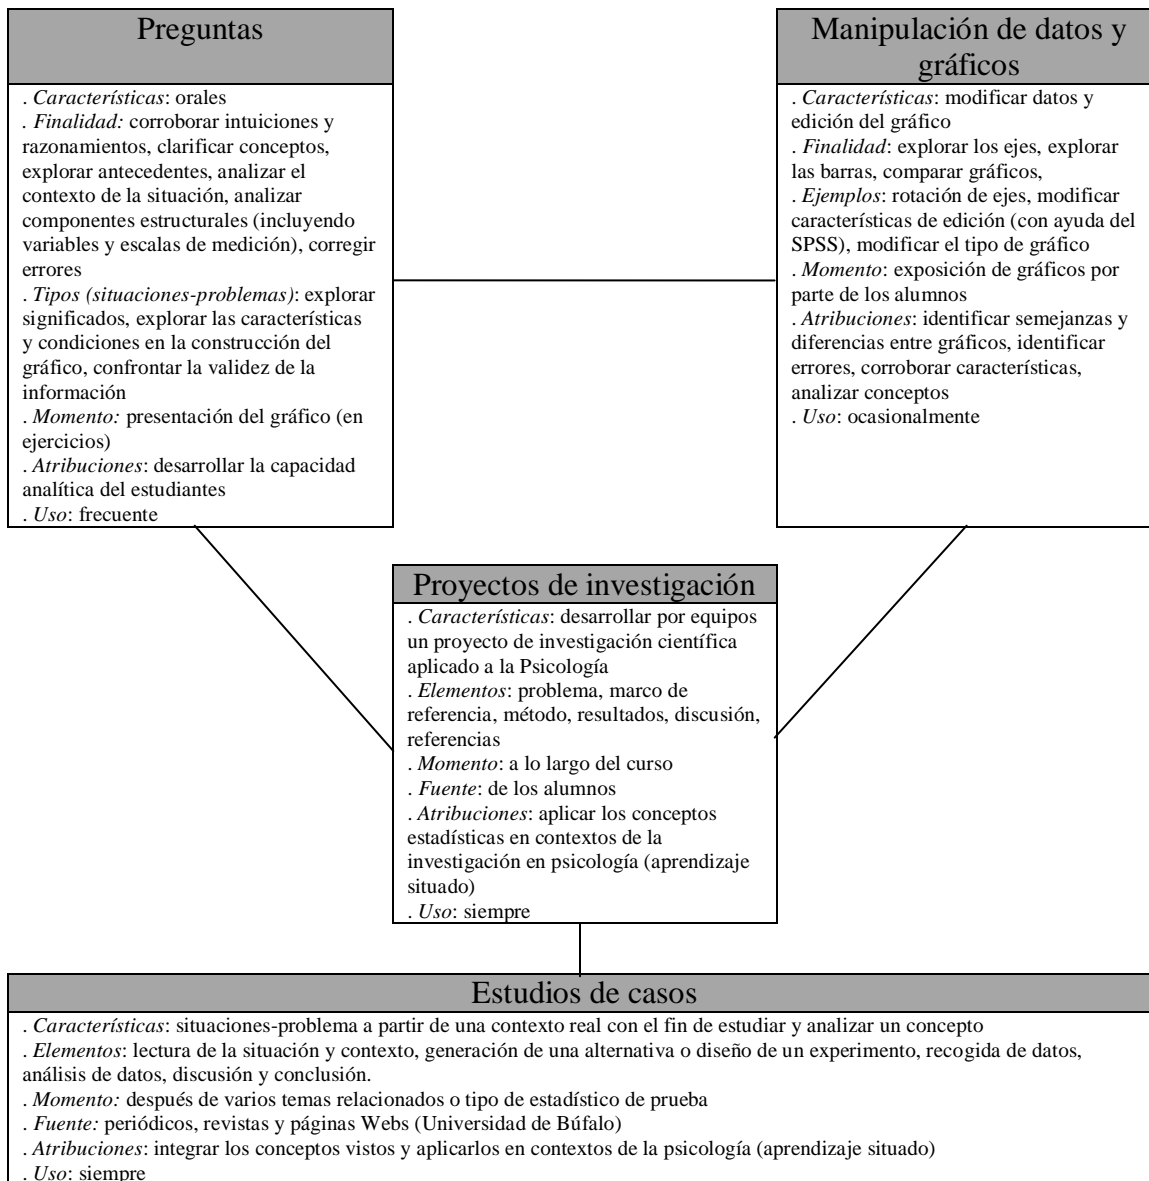 Preguntas
. Características: orales
. Finalidad: corroborar intuiciones y
razonamientos, clarificar conceptos,
explorar antecedentes, analizar el
contexto de la situación, analizar
componentes estructurales (incluyendo
variables y escalas de medición), corregir
errores
. Tipos (situaciones-problemas): explorar
significados, explorar las características
y condiciones en la construcción del
gráfico, confrontar la validez de la
información
. Momento: presentación del gráfico (en
ejercicios)
. Atribuciones: desarrollar la capacidad
analítica del estudiantes
. Uso: frecuente
Manipulación de datos y
gráficos
. Características: modificar datos y
edición del gráfico
. Finalidad: explorar los ejes, explorar
las barras, comparar gráficos,
. Ejemplos: rotación de ejes, modificar
características de edición (con ayuda del
SPSS), modificar el tipo de gráfico
. Momento: exposición de gráficos por
parte de los alumnos
. Atribuciones: identificar semejanzas y
diferencias entre gráficos, identificar
errores, corroborar características,
analizar conceptos
. Uso: ocasionalmente
Proyectos de investigación
. Características: desarrollar por equipos
un proyecto de investigación científica
aplicado a la Psicología
. Elementos: problema, marco de
referencia, método, resultados, discusión,
referencias
. Momento: a lo largo del curso
. Fuente: de los alumnos
. Atribuciones: aplicar los conceptos
estadísticas en contextos de la
investigación en psicología (aprendizaje
situado)
. Uso: siempre
Estudios de casos
. Características: situaciones-problema a partir de una contexto real con el fin de estudiar y analizar un concepto
. Elementos: lectura de la situación y contexto, generación de una alternativa o diseño de un experimento, recogida de datos,
análisis de datos, discusión y conclusión.
. Momento: después de varios temas relacionados o tipo de estadístico de prueba
. Fuente: periódicos, revistas y páginas Webs (Universidad de Búfalo)
. Atribuciones: integrar los conceptos vistos y aplicarlos en contextos de la psicología (aprendizaje situado)
. Uso: siempre